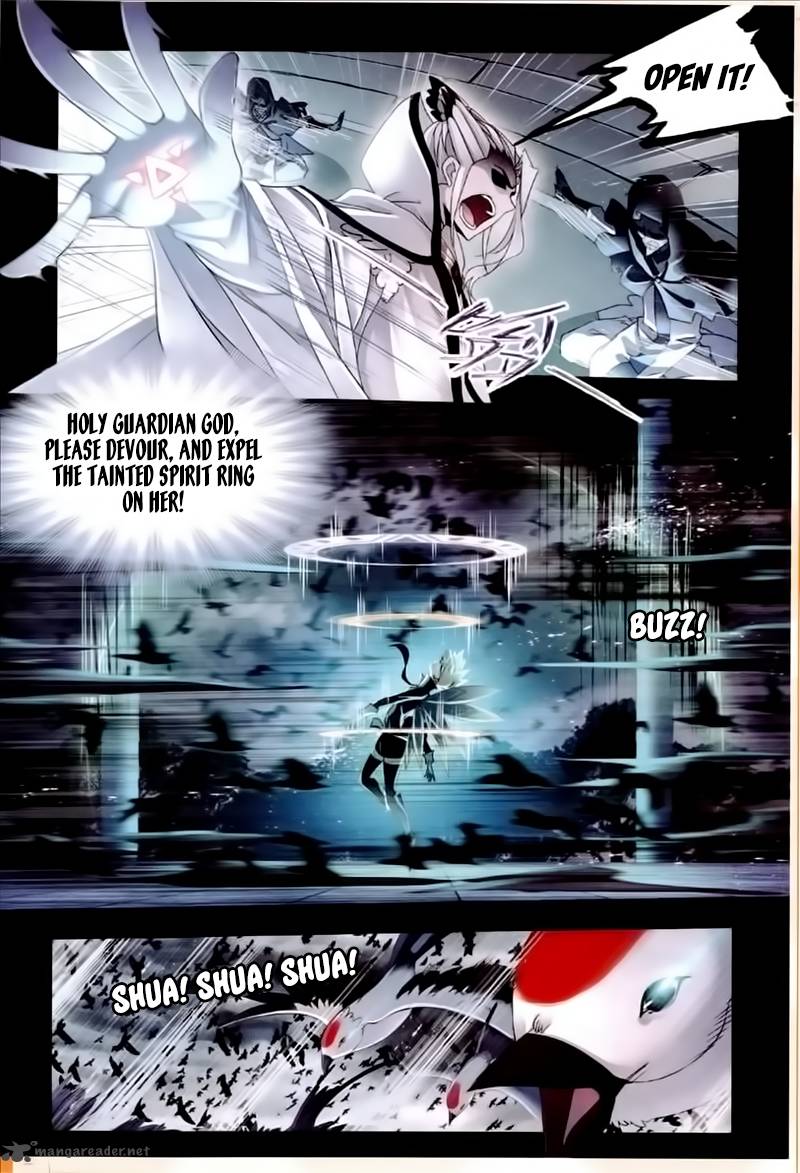 OPEN IT!
HOLY GUARDIAN GOD,
PLEASE DEVOUR, AND EXPEL
THE TAINTED SPIRIT RING
ON HER!
BUZZ!
SHUA! SHUA! SHUA!
mangareader.net